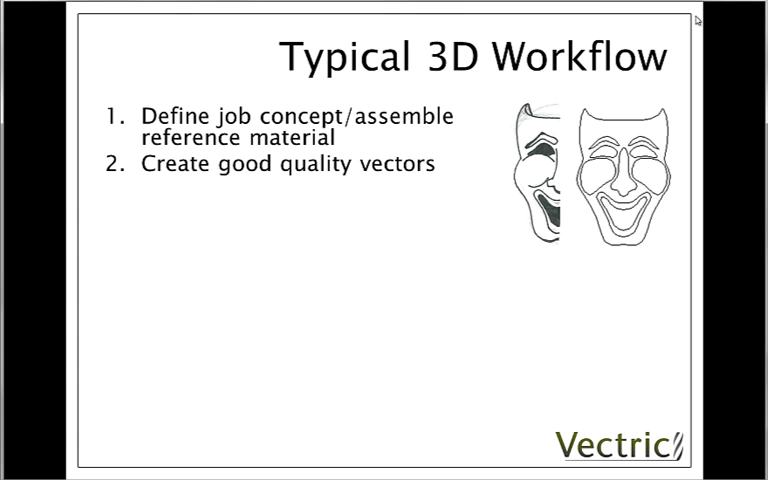 Typical 3D Workflow
1. Define job concept/assemble
reference material
2. Create good quality vectors
Vectric